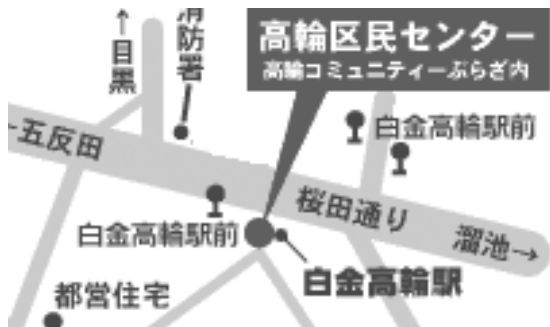 ↑目黒
消防署
高輪区民センター
高輪コミュニティーぷらざ内
白金高輪駅前
←五反田
桜田通り
溜池→
白金高輪駅前
白金高輪駅
都営住宅